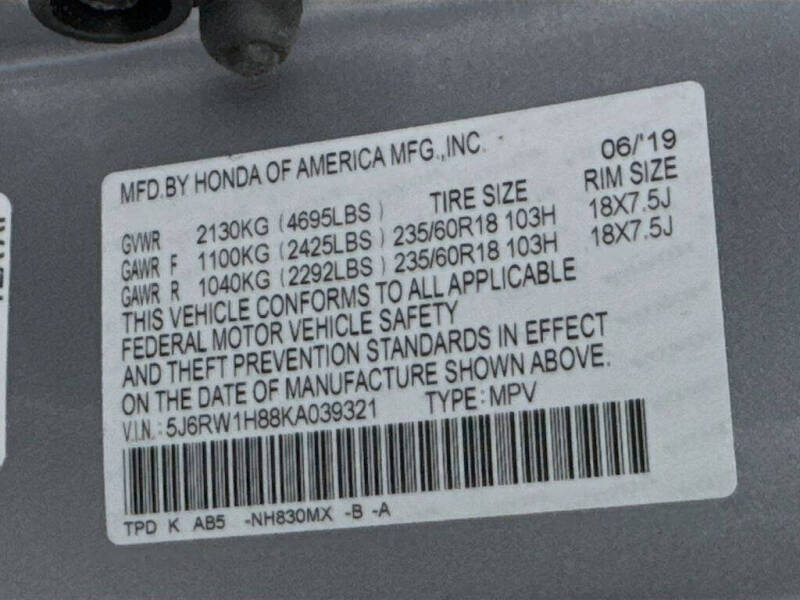 MFD.BY HONDA OF AMERICA MFG.,INC. 06/'19
TIRE SIZE RIM SIZE
GVWR 2130KG (4695LBS)
GAWR F 1100KG (2425LBS) 235/60R18 103H 18X7.5J
GAWR R 1040KG (2292LBS) 235/60R18 103H 18X7.5J
THIS VEHICLE CONFORMS TO ALL APPLICABLE
FEDERAL MOTOR VEHICLE SAFETY
AND THEFT PREVENTION STANDARDS IN EFFECT
ON THE DATE OF MANUFACTURE SHOWN ABOVE.
V.I.N.: 5J6RW1H88KA039321 TYPE: MPV
TPD K AB5 -NH830MX -B -A